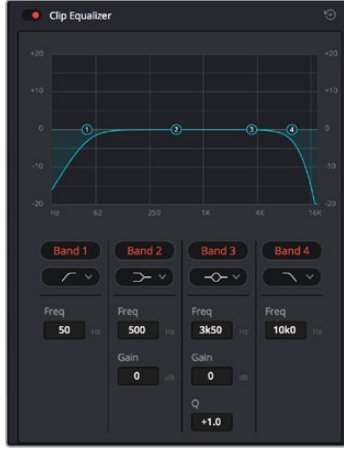 Clip Equalizer
+20 +20
+10 +10
0 1 2 3 4 0
-10 -10
-20 -20
Hz 62 250 1K 4K 16K
Band 1 Band 2 Band 3 Band 4
Freq Freq Freq Freq
50 Hz 500 Hz 3k50 Hz 10k0 Hz
Gain Gain
0 dB 0 dB
Q
+1.0